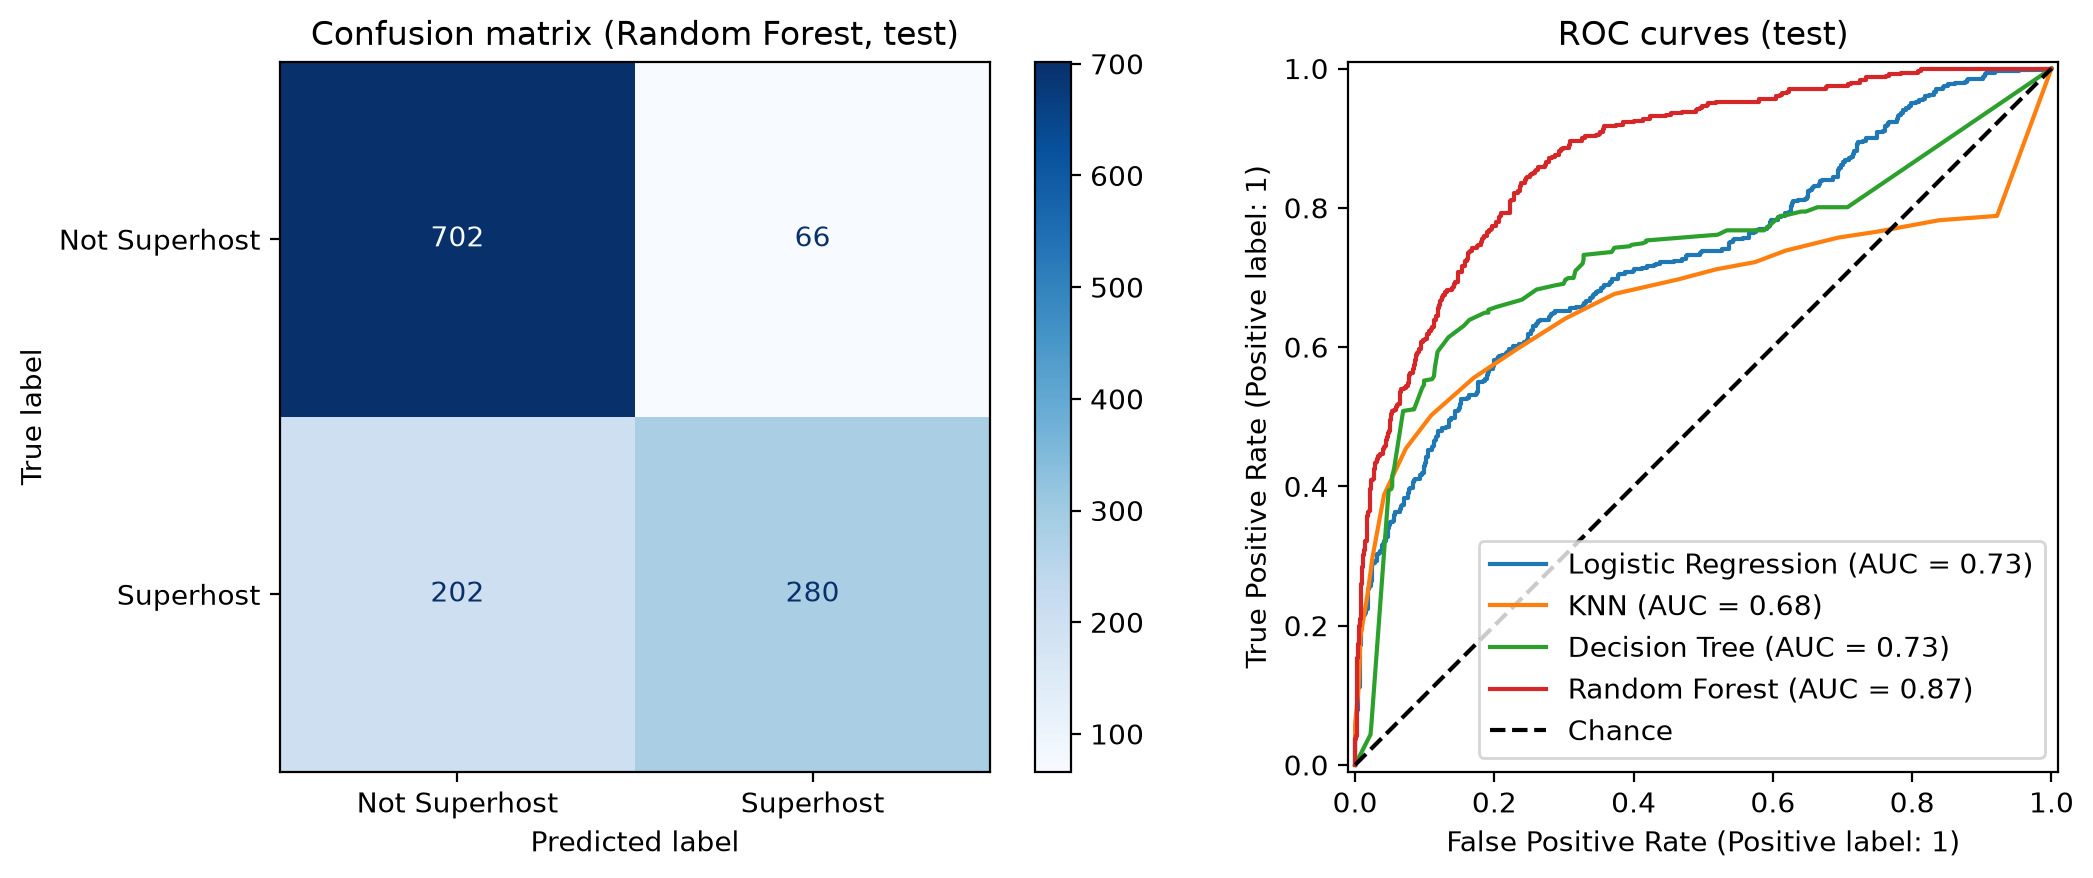 Confusion matrix (Random Forest, test)
True label
Not Superhost
Superhost
702
66
202
280
Not Superhost
Superhost
Predicted label
700
600
500
400
300
200
100
ROC curves (test)
True Positive Rate (Positive label: 1)
1.0
0.8
0.6
0.4
0.2
0.0
Logistic Regression (AUC = 0.73)
KNN (AUC = 0.68)
Decision Tree (AUC = 0.73)
Random Forest (AUC = 0.87)
Chance
0.0
0.2
0.4
0.6
0.8
1.0
False Positive Rate (Positive label: 1)